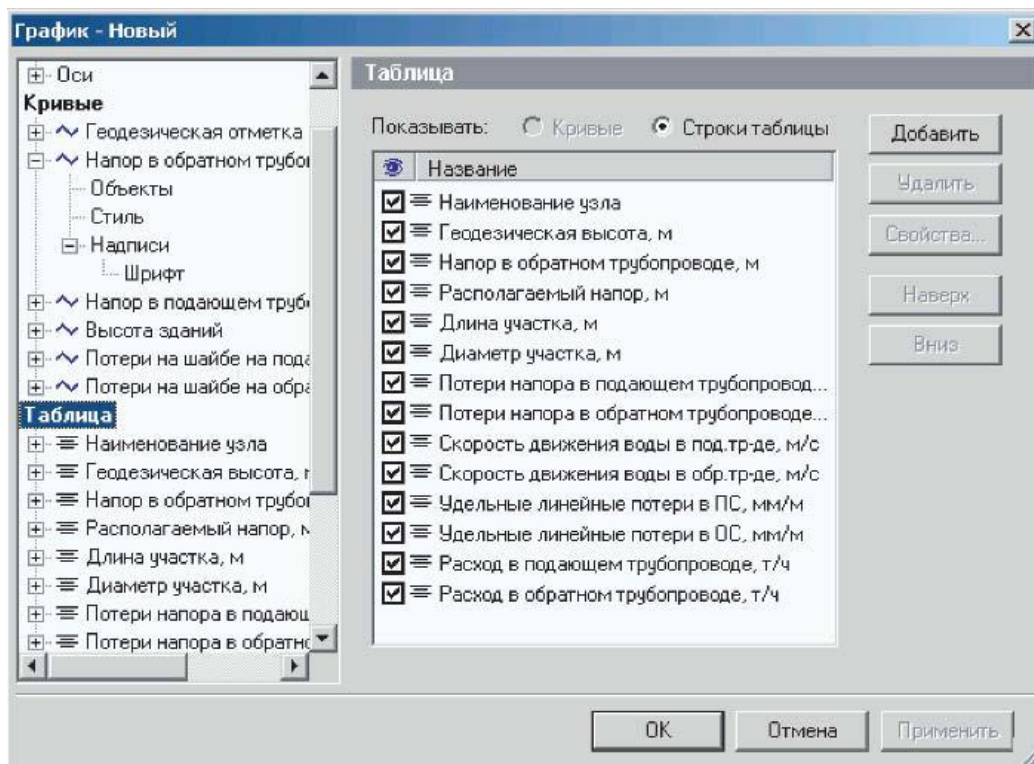 График - Новый
Оси
Кривые
Геодезическая отметка
Напор в обратном трубоп
Объекты
Стиль
Надписи
Шрифт
Напор в подающем труб
Высота зданий
Потери на шайбе на пода
Потери на шайбе на обра
Таблица
Наименование узла
Геодезическая высота, м
Напор в обратном трубоп
Располагаемый напор, м
Длина участка, м
Диаметр участка, м
Потери напора в подающ
Потери напора в обратно
Таблица
Показывать: Кривые Строки таблицы
Название
Наименование узла
Геодезическая высота, м
Напор в обратном трубопроводе, м
Располагаемый напор, м
Длина участка, м
Диаметр участка, м
Потери напора в подающем трубопровод...
Потери напора в обратном трубопроводе...
Скорость движения воды в под.тр-де, м/с
Скорость движения воды в обр.тр-де, м/с
Удельные линейные потери в ПС, мм/м
Удельные линейные потери в ОС, мм/м
Расход в подающем трубопроводе, т/ч
Расход в обратном трубопроводе, т/ч
Добавить
Удалить
Свойства...
Наверх
Вниз
OK
Отмена
Применить